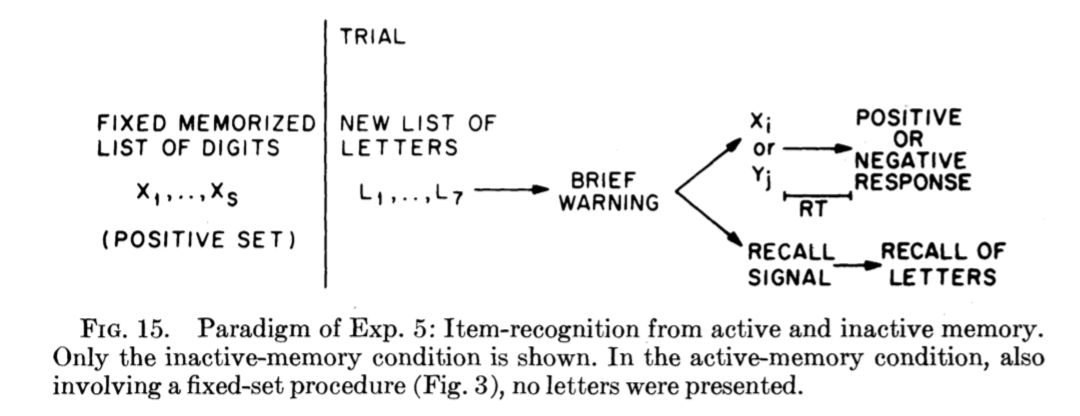 TRIAL
FIXED MEMORIZED
LIST OF DIGITS
X₁,..,Xₛ
(POSITIVE SET)
NEW LIST OF
LETTERS
L₁,..,L₇
BRIEF
WARNING
Xᵢ
or
Yⱼ
RT
POSITIVE
OR
NEGATIVE
RESPONSE
RECALL
SIGNAL
RECALL OF
LETTERS
FIG. 15. Paradigm of Exp. 5: Item-recognition from active and inactive memory.
Only the inactive-memory condition is shown. In the active-memory condition, also
involving a fixed-set procedure (Fig. 3), no letters were presented.